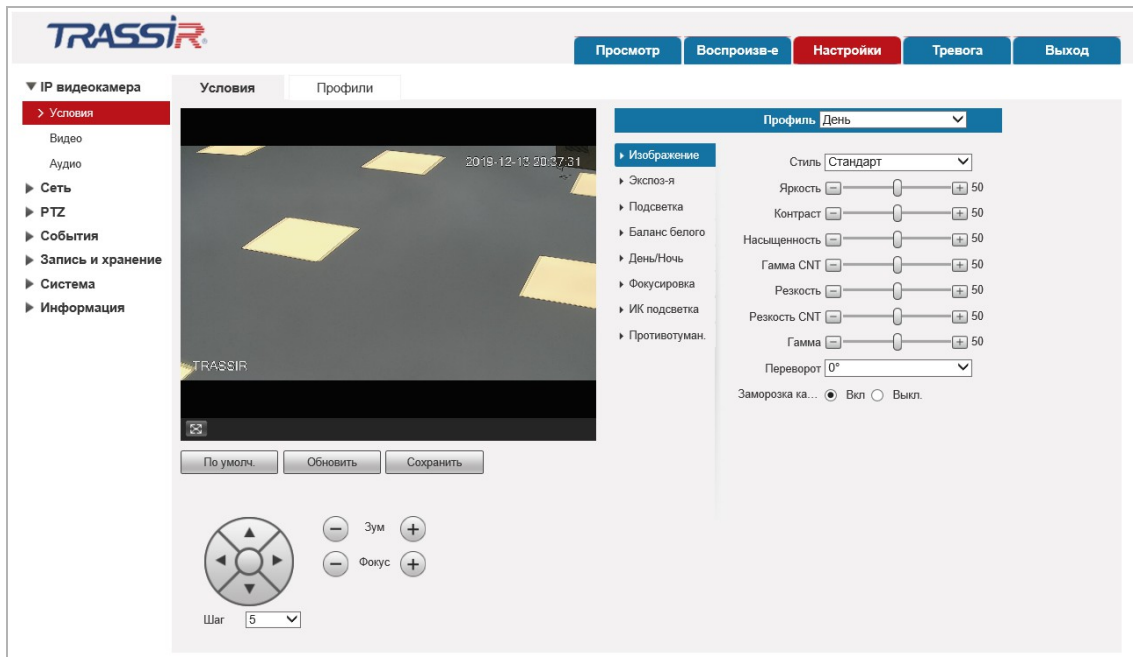 TRASSIR
Просмотр
Воспроизв-е
Настройки
Тревога
Выход
IP видеокамера
Условия
Видео
Аудио
Сеть
PTZ
События
Запись и хранение
Система
Информация
Условия
Профили
2019-12-13 20:37:31
TRASSIR
По умолч.
Обновить
Сохранить
Зум
Фокус
Шаг 5
Профиль День
Изображение
Экспоз-я
Подсветка
Баланс белого
День/Ночь
Фокусировка
ИК подсветка
Противотуман.
Стиль Стандарт
Яркость 50
Контраст 50
Насыщенность 50
Гамма CNT 50
Резкость 50
Резкость CNT 50
Гамма 50
Переворот 0°
Заморозка ка... Вкл Выкл.